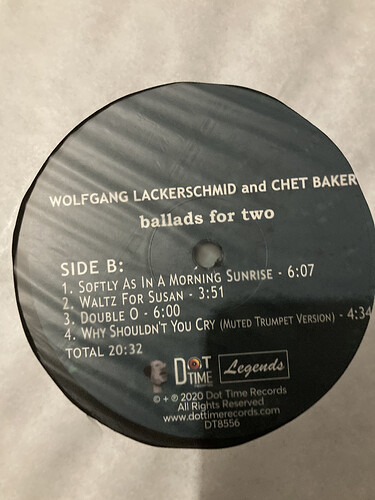 WOLFGANG LACKERSCHMID and CHET BAKER
ballads for two
SIDE B:
1. SOFTLY AS IN A MORNING SUNRISE - 6:07
2. WALTZ FOR SUSAN - 3:51
3. DOUBLE O - 6:00
4. WHY SHOULDN'T YOU CRY (MUTED TRUMPET VERSION) - 4:34
TOTAL 20:32
DOT TIME Legends
© + ℗ 2020 Dot Time Records
All Rights Reserved
www.dottimerecords.com
DT8556